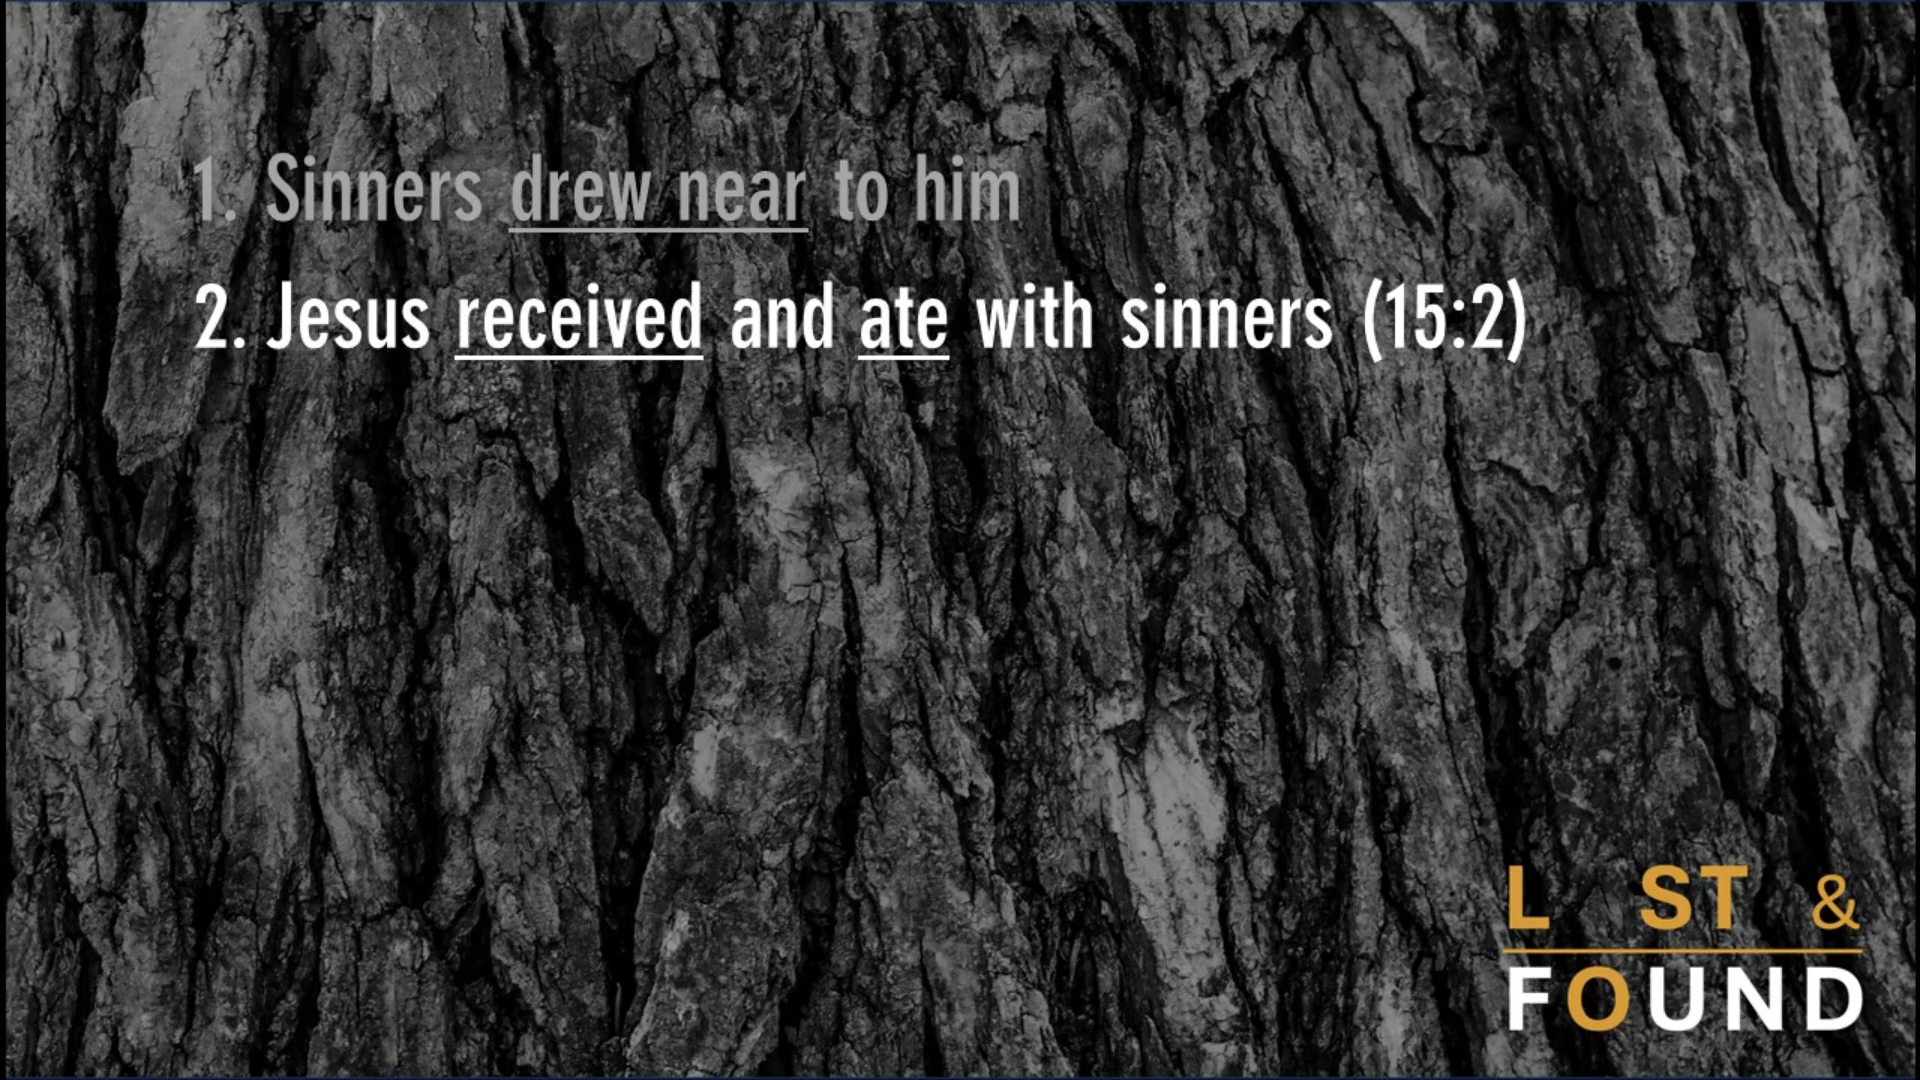 1. Sinners drew near to him
2. Jesus received and ate with sinners (15:2)
L ST &
FOUND